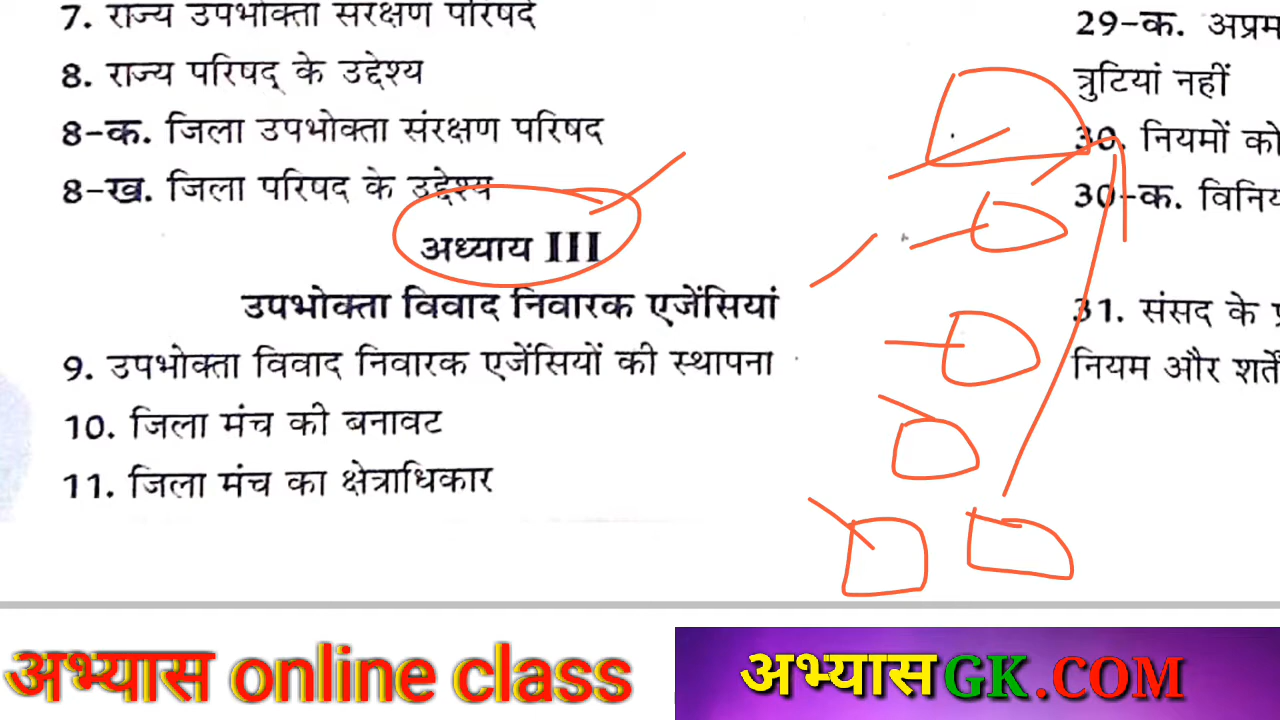 7. राज्य उपभोक्ता संरक्षण परिषद
8. राज्य परिषद् के उद्देश्य
8-क. जिला उपभोक्ता संरक्षण परिषद
8-ख. जिला परिषद के उद्देश्य
अध्याय III
उपभोक्ता विवाद निवारक एजेंसियां
9. उपभोक्ता विवाद निवारक एजेंसियों की स्थापना
10. जिला मंच की बनावट
11. जिला मंच का क्षेत्राधिकार
29-क.
त्रुटियां नहीं
30. नियमों को
30-क.
31. संसद के
नियम और शर्तें
अभ्यास online class
अभ्यास GK.COM